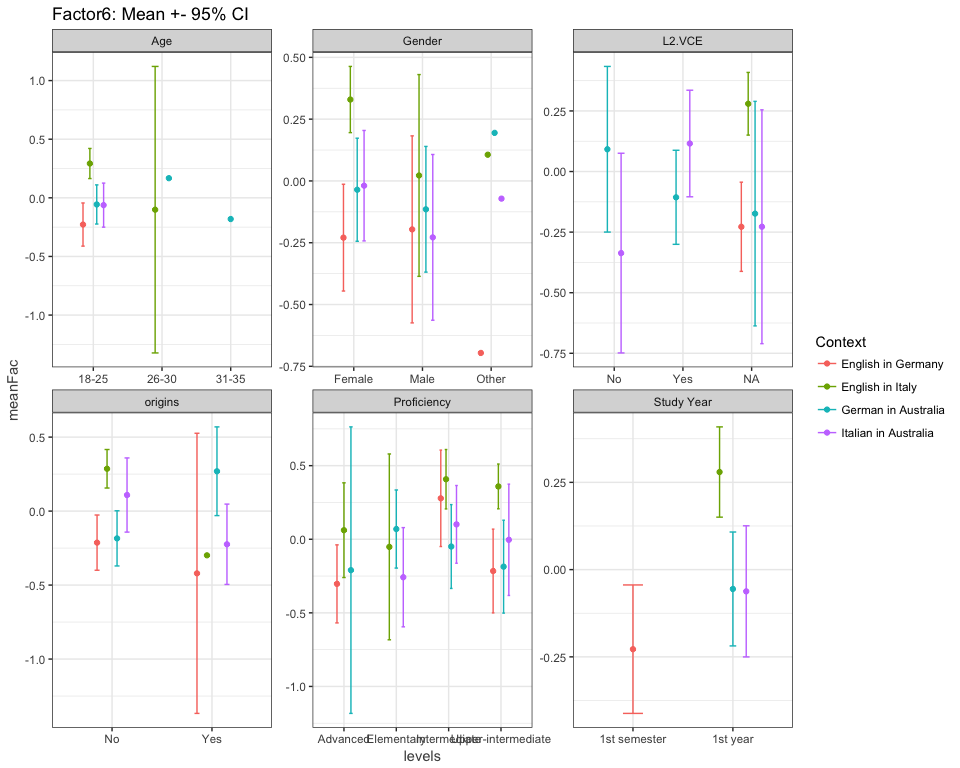 Factor6: Mean +- 95% CI
Age
Gender
L2.VCE
1.0
0.5
0.0
-0.5
-1.0
18-25
26-30
31-35
0.50
0.25
0.00
-0.25
-0.50
-0.75
Female
Male
Other
0.25
0.00
-0.25
-0.50
-0.75
No
Yes
NA
origins
Proficiency
Study Year
0.5
0.0
-0.5
-1.0
No
Yes
0.5
0.0
-0.5
-1.0
Advanced
Elementary
Intermediate
Upper-intermediate
0.25
0.00
-0.25
1st semester
1st year
meanFac
levels
Context
English in Germany
English in Italy
German in Australia
Italian in Australia